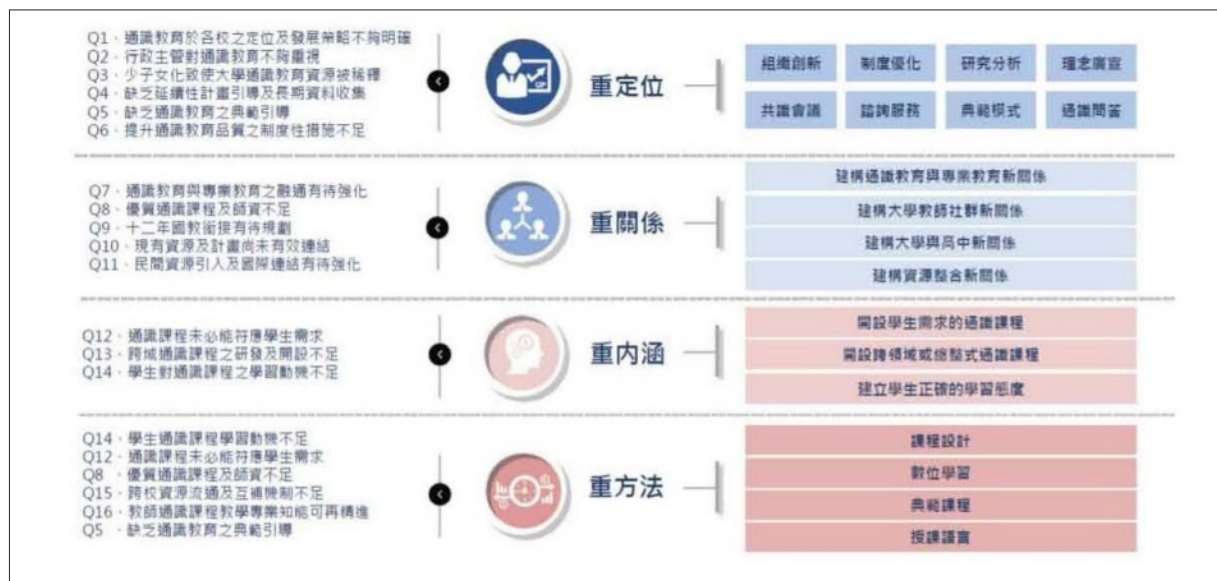 Q1、通識教育於各校之定位及發展策略不夠明確
Q2、行政主管對通識教育不夠重視
Q3、少子女化致使大學通識教育資源被稀釋
Q4、缺乏延續性計畫引導及長期資料收集
Q5、缺乏通識教育之典範引導
Q6、提升通識教育品質之制度性措施不足
重定位
組織創新 制度優化 研究分析 理念廣宣
共識會議 諮詢服務 典範模式 通識問答
Q7、通識教育與專業教育之融通有待強化
Q8、優質通識課程及師資不足
Q9、十二年國教銜接有待規劃
Q10、現有資源及計畫尚未有效連結
Q11、民間資源引入及國際連結有待強化
重關係
建構通識教育與專業教育新關係
建構大學教師社群新關係
建構大學與高中新關係
建構資源整合新關係
Q12、通識課程未必能符應學生需求
Q13、跨域通識課程之研發及開設不足
Q14、學生對通識課程之學習動機不足
重內涵
開設學生需求的通識課程
開設跨領域或總整式通識課程
建立學生正確的學習態度
Q14、學生通識課程學習動機不足
Q12、通識課程未必能符應學生需求
Q8 、優質通識課程及師資不足
Q15、跨校資源流通及互補機制不足
Q16、教師通識課程教學專業知能可再精進
Q5 、缺乏通識教育之典範引導
重方法
課程設計
數位學習
典範課程
授課語言